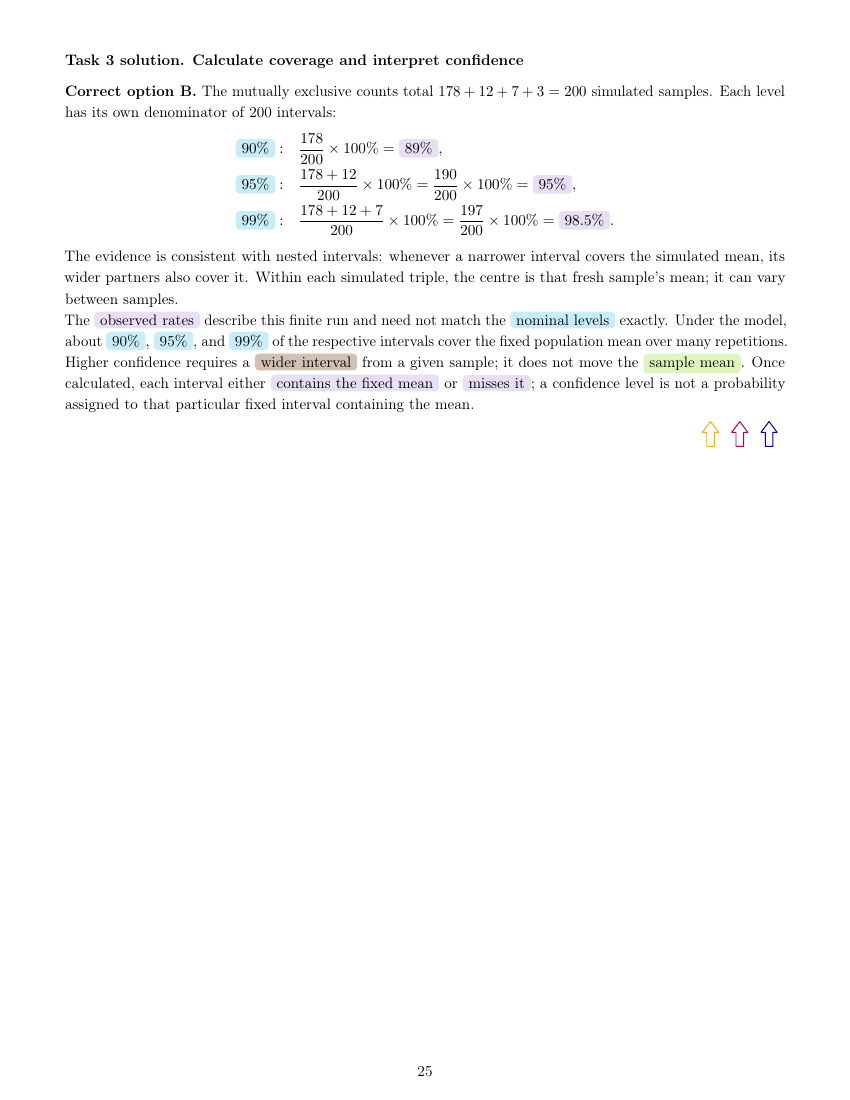 Task 3 solution. Calculate coverage and interpret confidence
Correct option B. The mutually exclusive counts total 178 + 12 + 7 + 3 = 200 simulated samples. Each level
has its own denominator of 200 intervals:
90% : 178/200 × 100% = 89% ,
95% : (178 + 12)/200 × 100% = 190/200 × 100% = 95% ,
99% : (178 + 12 + 7)/200 × 100% = 197/200 × 100% = 98.5% .
The evidence is consistent with nested intervals: whenever a narrower interval covers the simulated mean, its
wider partners also cover it. Within each simulated triple, the centre is that fresh sample's mean; it can vary
between samples.
The observed rates describe this finite run and need not match the nominal levels exactly. Under the model,
about 90% , 95% , and 99% of the respective intervals cover the fixed population mean over many repetitions.
Higher confidence requires a wider interval from a given sample; it does not move the sample mean . Once
calculated, each interval either contains the fixed mean or misses it ; a confidence level is not a probability
assigned to that particular fixed interval containing the mean.
25